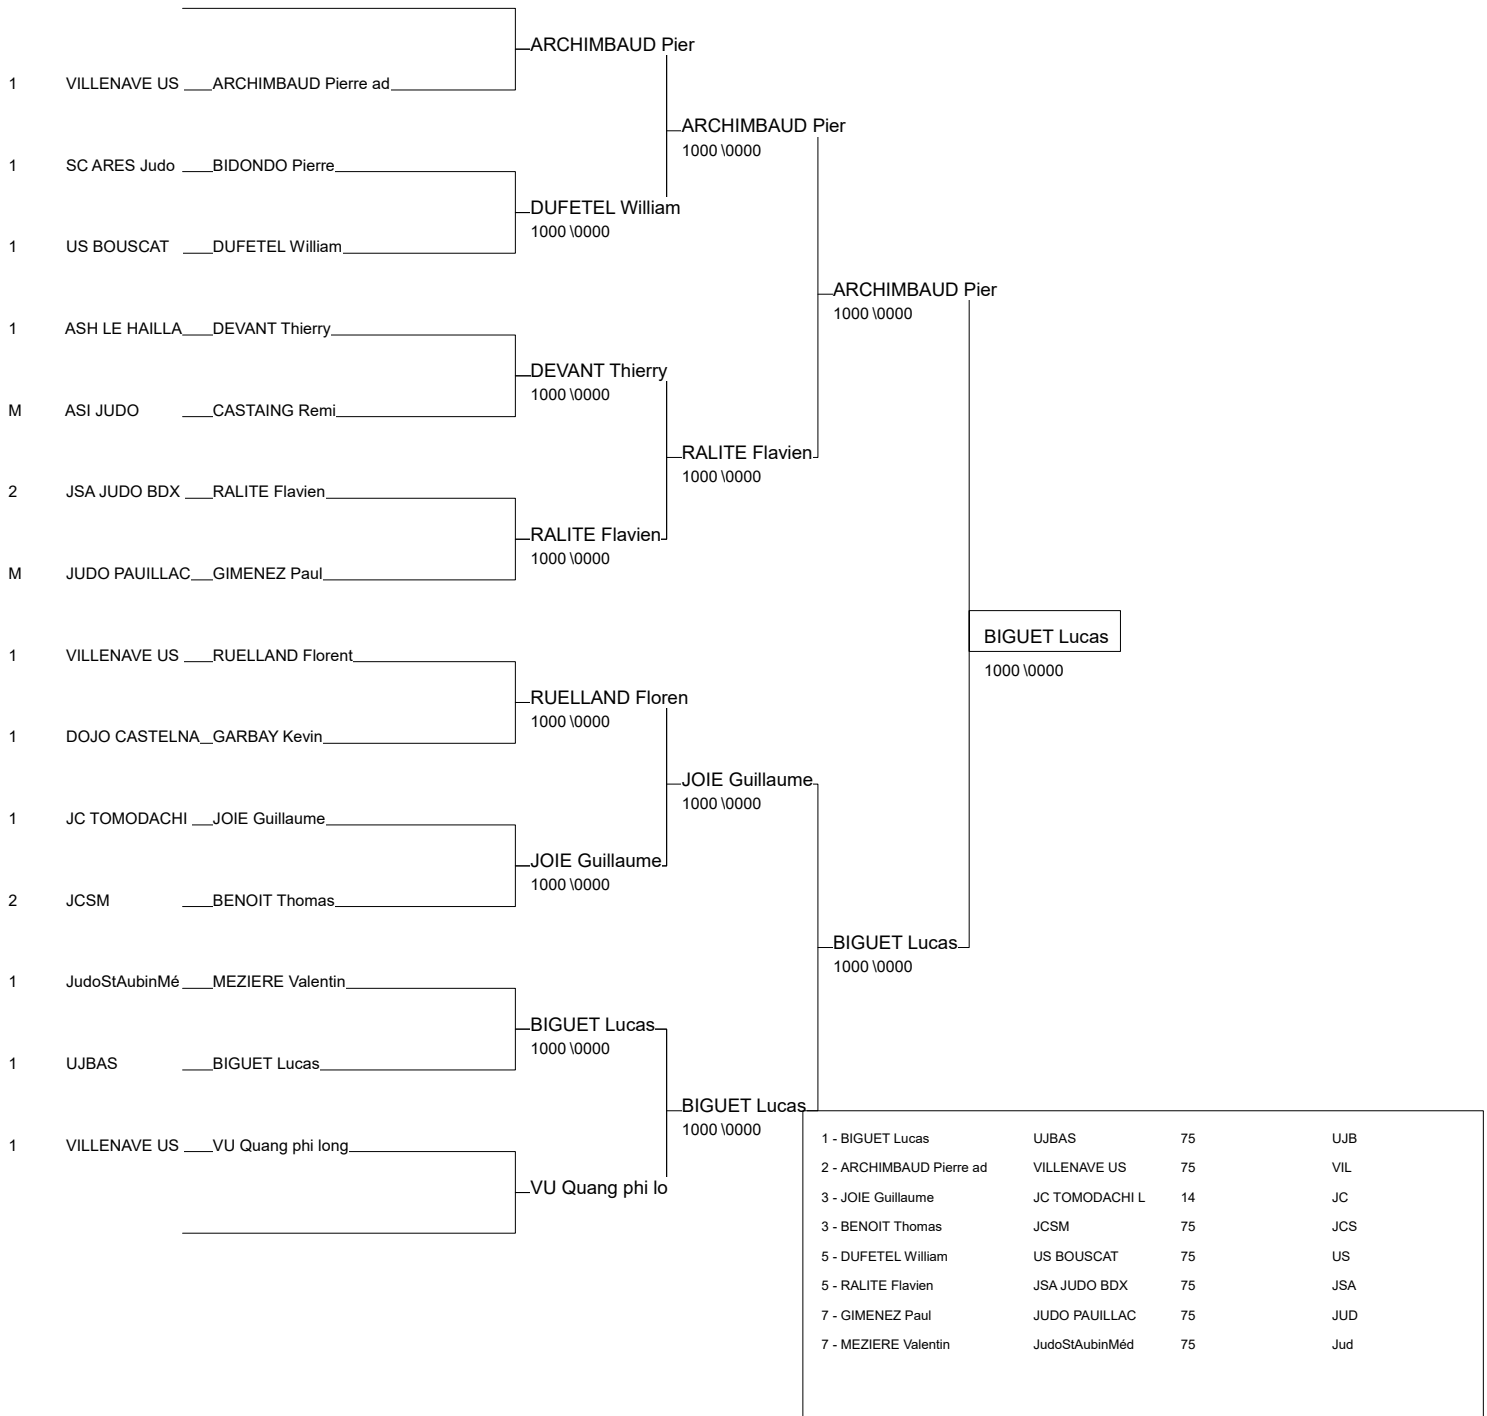 ARCHIMBAUD Pier
1 VILLENAVE US ARCHIMBAUD Pierre ad
ARCHIMBAUD Pier
1000 \0000
1 SC ARES Judo BIDONDO Pierre
DUFETEL William
1000 \0000
1 US BOUSCAT DUFETEL William
ARCHIMBAUD Pier
1000 \0000
1 ASH LE HAILLA DEVANT Thierry
DEVANT Thierry
1000 \0000
M ASI JUDO CASTAING Remi
RALITE Flavien
1000 \0000
2 JSA JUDO BDX RALITE Flavien
RALITE Flavien
1000 \0000
M JUDO PAUILLAC GIMENEZ Paul
BIGUET Lucas
1000 \0000
1 VILLENAVE US RUELLAND Florent
RUELLAND Floren
1000 \0000
1 DOJO CASTELNA GARBAY Kevin
JOIE Guillaume
1000 \0000
1 JC TOMODACHI JOIE Guillaume
JOIE Guillaume
1000 \0000
2 JCSM BENOIT Thomas
BIGUET Lucas
1000 \0000
1 JudoStAubinMé MEZIERE Valentin
BIGUET Lucas
1000 \0000
1 UJBAS BIGUET Lucas
BIGUET Lucas
1000 \0000
1 VILLENAVE US VU Quang phi long
VU Quang phi lo
1 - BIGUET Lucas UJBAS 75 UJB
2 - ARCHIMBAUD Pierre ad VILLENAVE US 75 VIL
3 - JOIE Guillaume JC TOMODACHI L 14 JC
3 - BENOIT Thomas JCSM 75 JCS
5 - DUFETEL William US BOUSCAT 75 US
5 - RALITE Flavien JSA JUDO BDX 75 JSA
7 - GIMENEZ Paul JUDO PAUILLAC 75 JUD
7 - MEZIERE Valentin JudoStAubinMéd 75 Jud